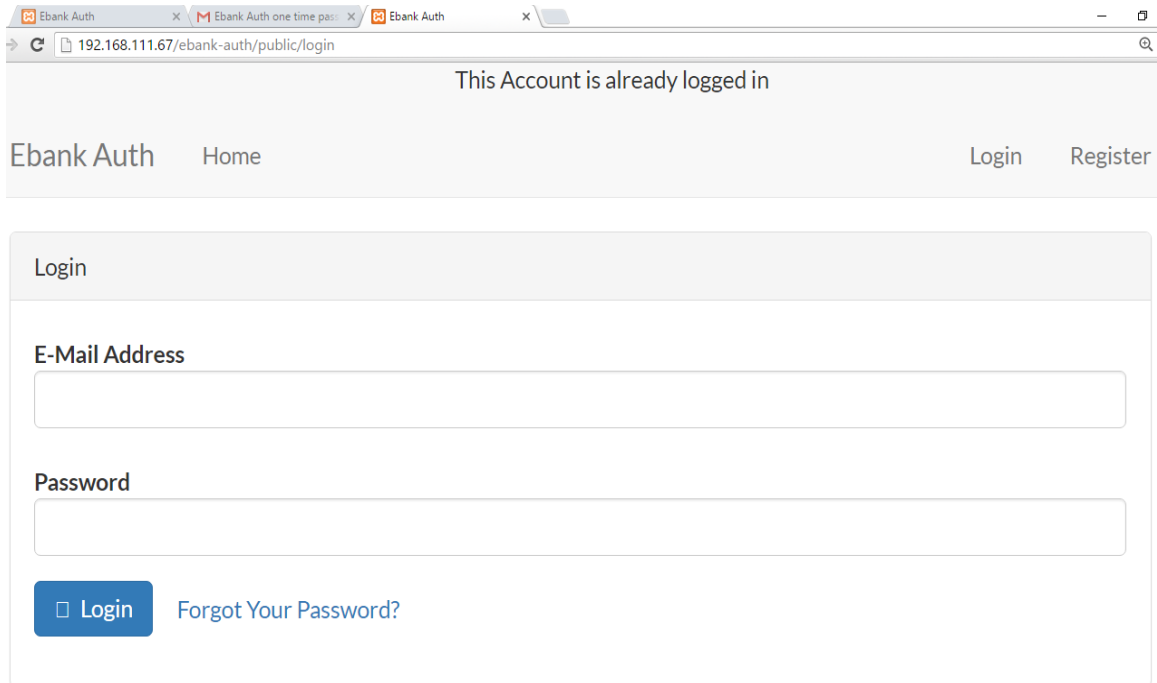 Ebank Auth Ebank Auth one time pass Ebank Auth
192.168.111.67/ebank-auth/public/login
This Account is already logged in
Ebank Auth Home Login Register
Login
E-Mail Address
Password
Login Forgot Your Password?